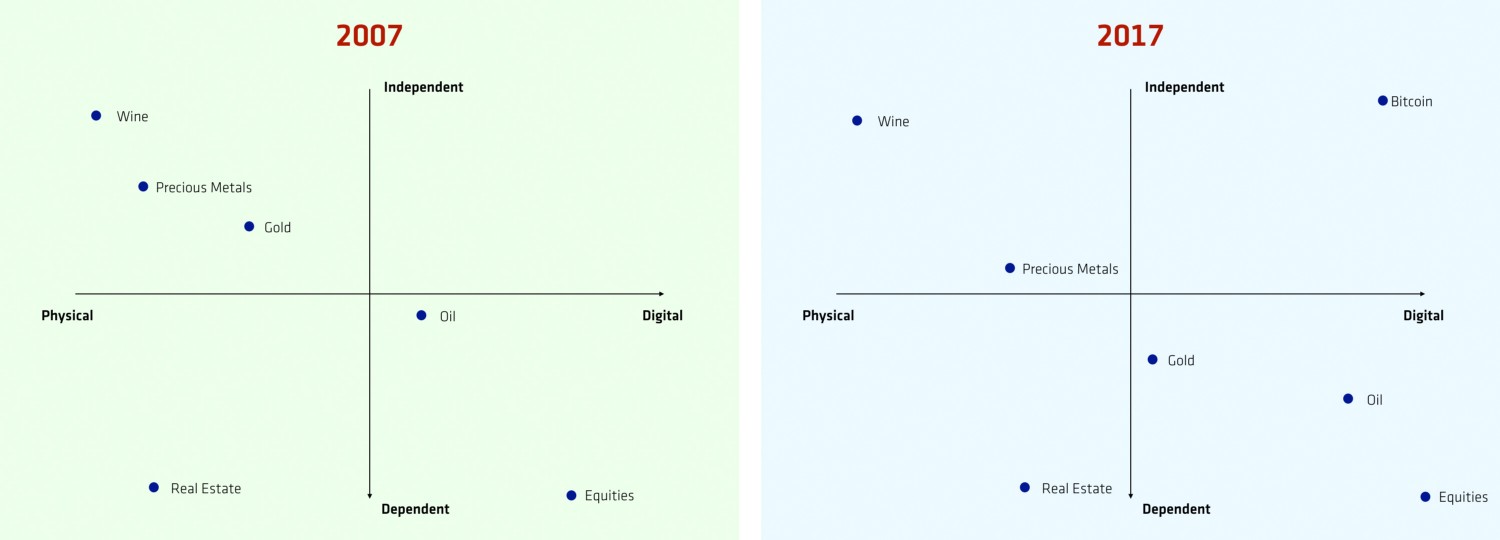 2007
Independent
Wine
Precious Metals
Gold
Physical
Digital
Oil
Real Estate
Equities
Dependent
2017
Independent
Bitcoin
Wine
Precious Metals
Physical
Digital
Gold
Oil
Real Estate
Equities
Dependent